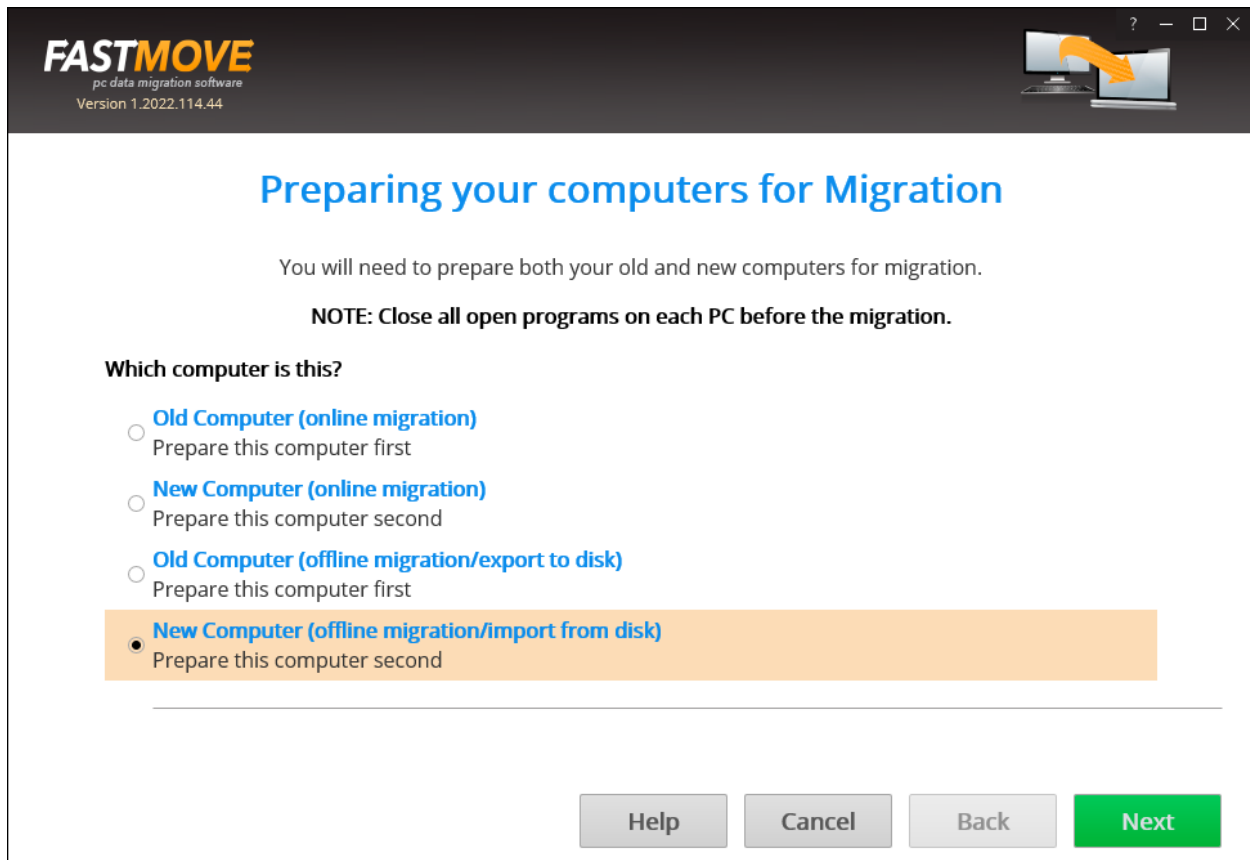 FASTMOVE
pc data migration software
Version 1.2022.114.44
?
Preparing your computers for Migration
You will need to prepare both your old and new computers for migration.
NOTE: Close all open programs on each PC before the migration.
Which computer is this?
Old Computer (online migration)
Prepare this computer first
New Computer (online migration)
Prepare this computer second
Old Computer (offline migration/export to disk)
Prepare this computer first
New Computer (offline migration/import from disk)
Prepare this computer second
Help Cancel Back Next